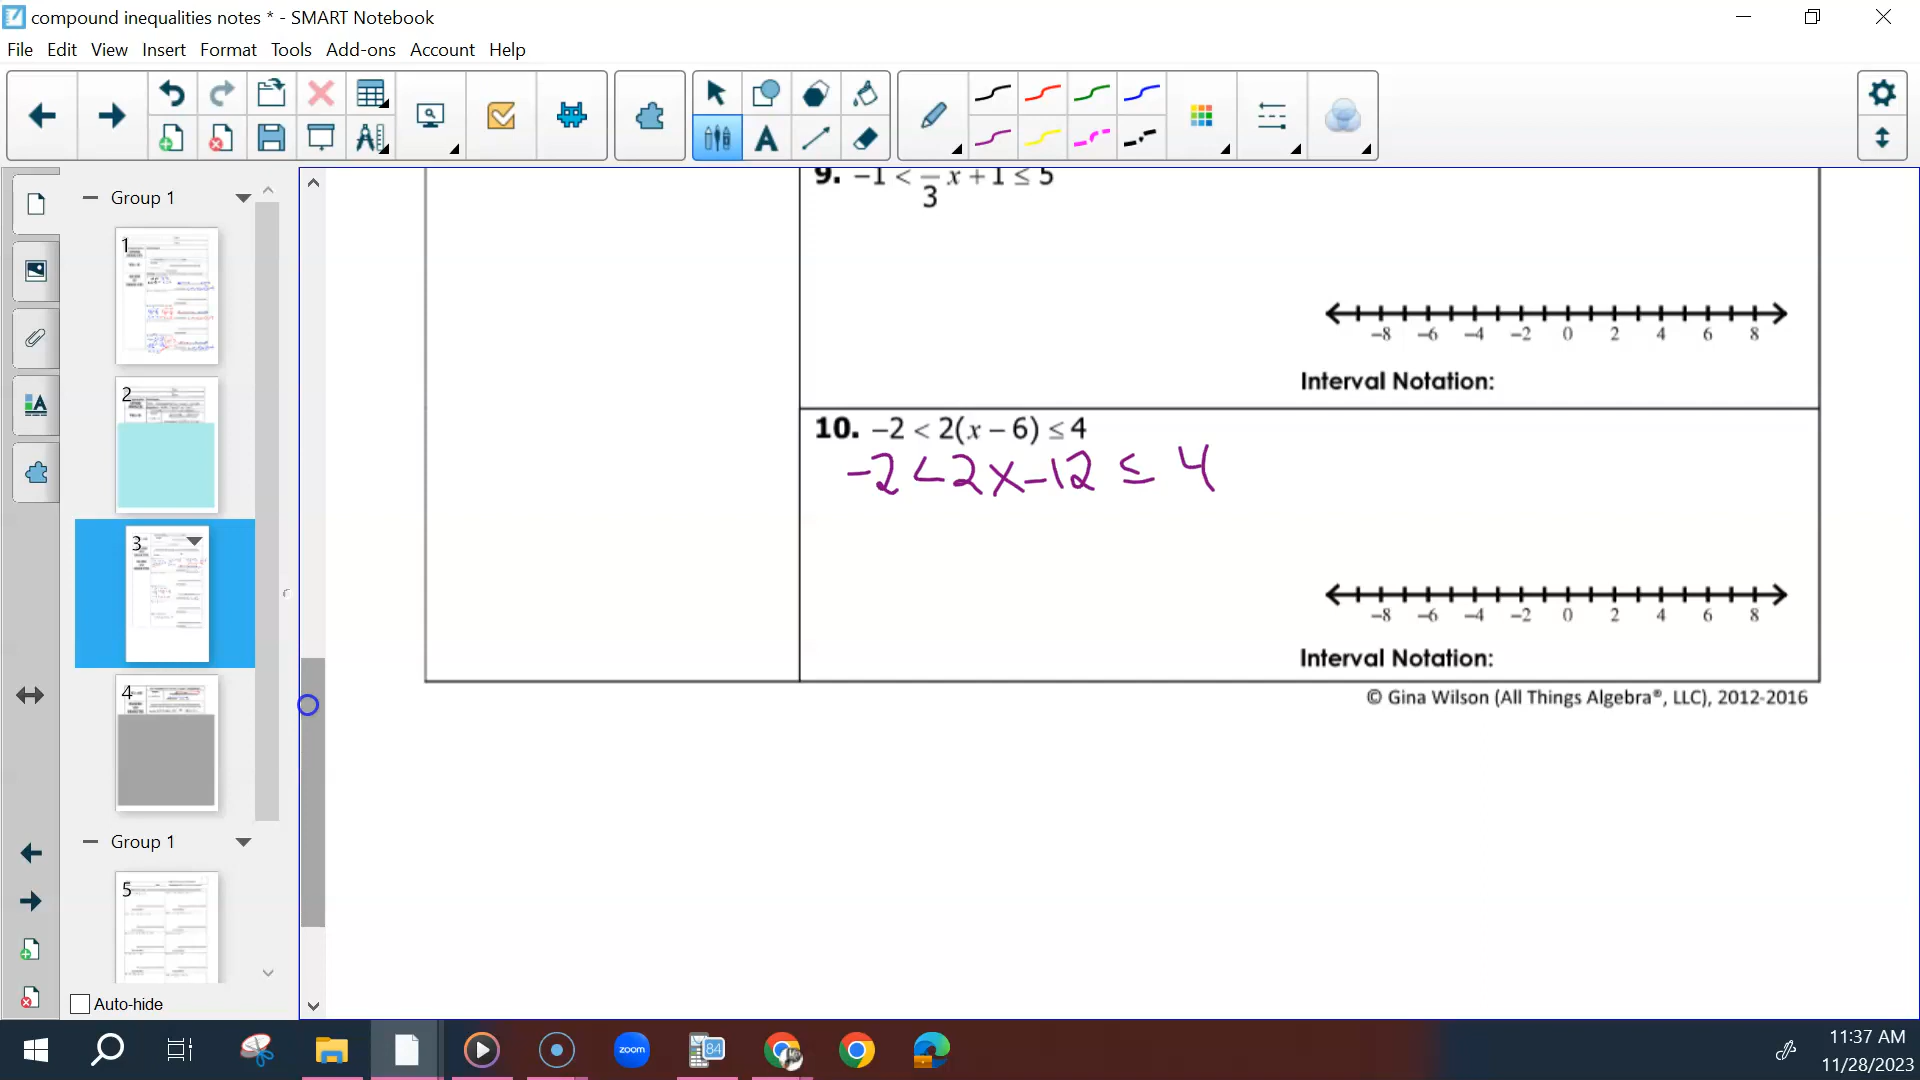 compound inequalities notes * - SMART Notebook
File Edit View Insert Format Tools Add-ons Account Help
Group 1
1
2
3
4
Group 1
5
Auto-hide
9. −1 < _/3 x + 1 ≤ 5
−8 −6 −4 −2 0 2 4 6 8
Interval Notation:
10. −2 < 2(x − 6) ≤ 4
-2 < 2x - 12 ≤ 4
−8 −6 −4 −2 0 2 4 6 8
Interval Notation:
© Gina Wilson (All Things Algebra®, LLC), 2012-2016
zoom
84
11:37 AM
11/28/2023